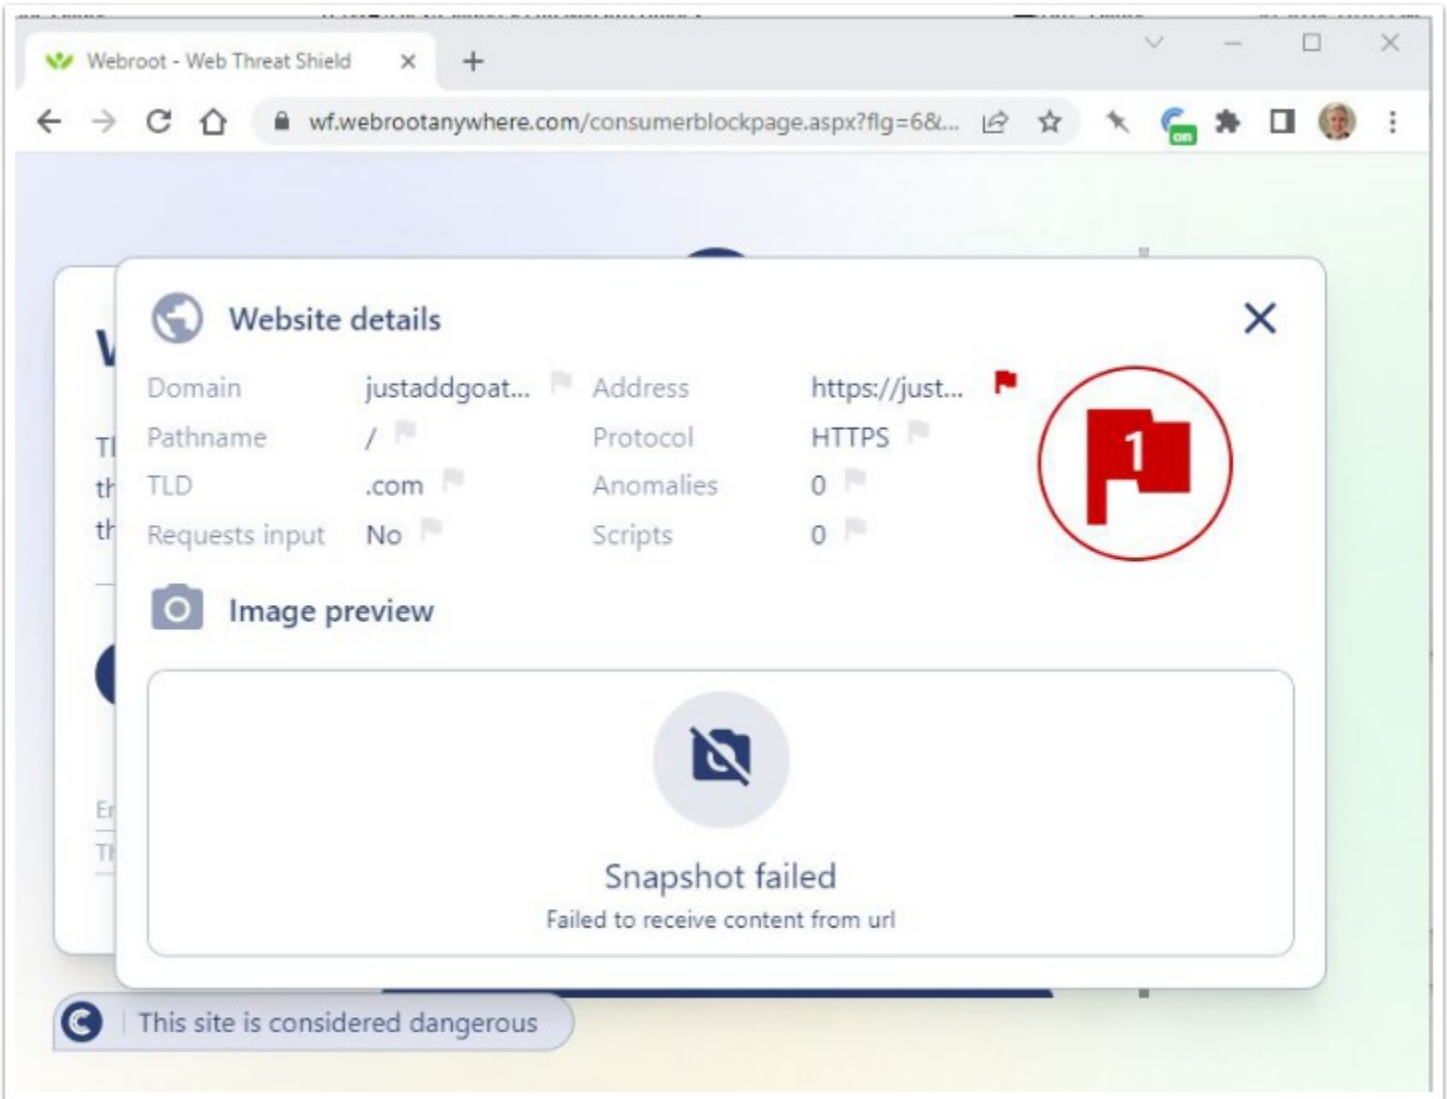 Webroot - Web Threat Shield
wf.webrootanywhere.com/consumerblockpage.aspx?flg=6&...
on
Website details
Domain justaddgoat... Address https://just...
Pathname / Protocol HTTPS
TLD .com Anomalies 0
Requests input No Scripts 0
1
Image preview
Snapshot failed
Failed to receive content from url
This site is considered dangerous